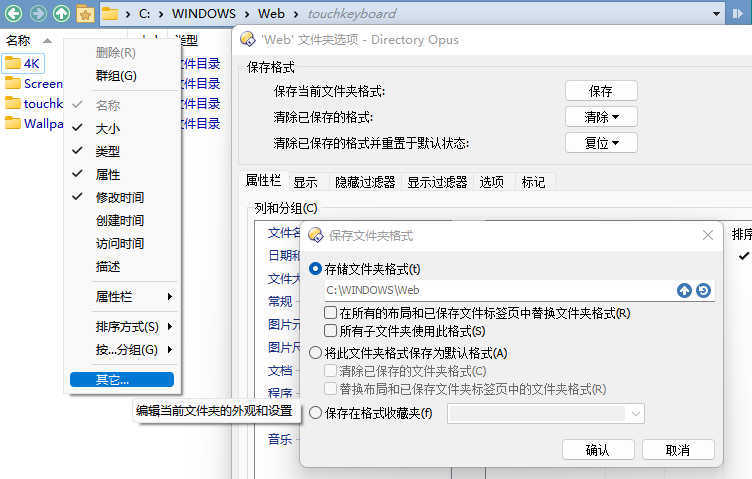 C: › WINDOWS › Web › touchkeyboard
名称
类型
4K
Screen
touchk
Wallpa
文件目录
文件目录
文件目录
文件目录
删除(R)
群组(G)
名称
大小
类型
属性
修改时间
创建时间
访问时间
描述
属性栏
排序方式(S)
按...分组(G)
其它...
编辑当前文件夹的外观和设置
'Web' 文件夹选项 - Directory Opus
保存格式
保存当前文件夹格式:
保存
清除已保存的格式:
清除
清除已保存的格式并重置于默认状态:
复位
属性栏 显示 隐藏过滤器 显示过滤器 选项 标记
列和分组(C)
文件名
日期和
文件大
常规
图片元
图片尺
文档
程序
音乐
排序
保存文件夹格式
存储文件夹格式(t)
C:\WINDOWS\Web
在所有的布局和已保存文件标签页中替换文件夹格式(R)
所有子文件夹使用此格式(S)
将此文件夹格式保存为默认格式(A)
清除已保存的文件夹格式(C)
替换布局和已保存文件夹标签页中的文件夹格式(R)
保存在格式收藏夹(f)
确认
取消